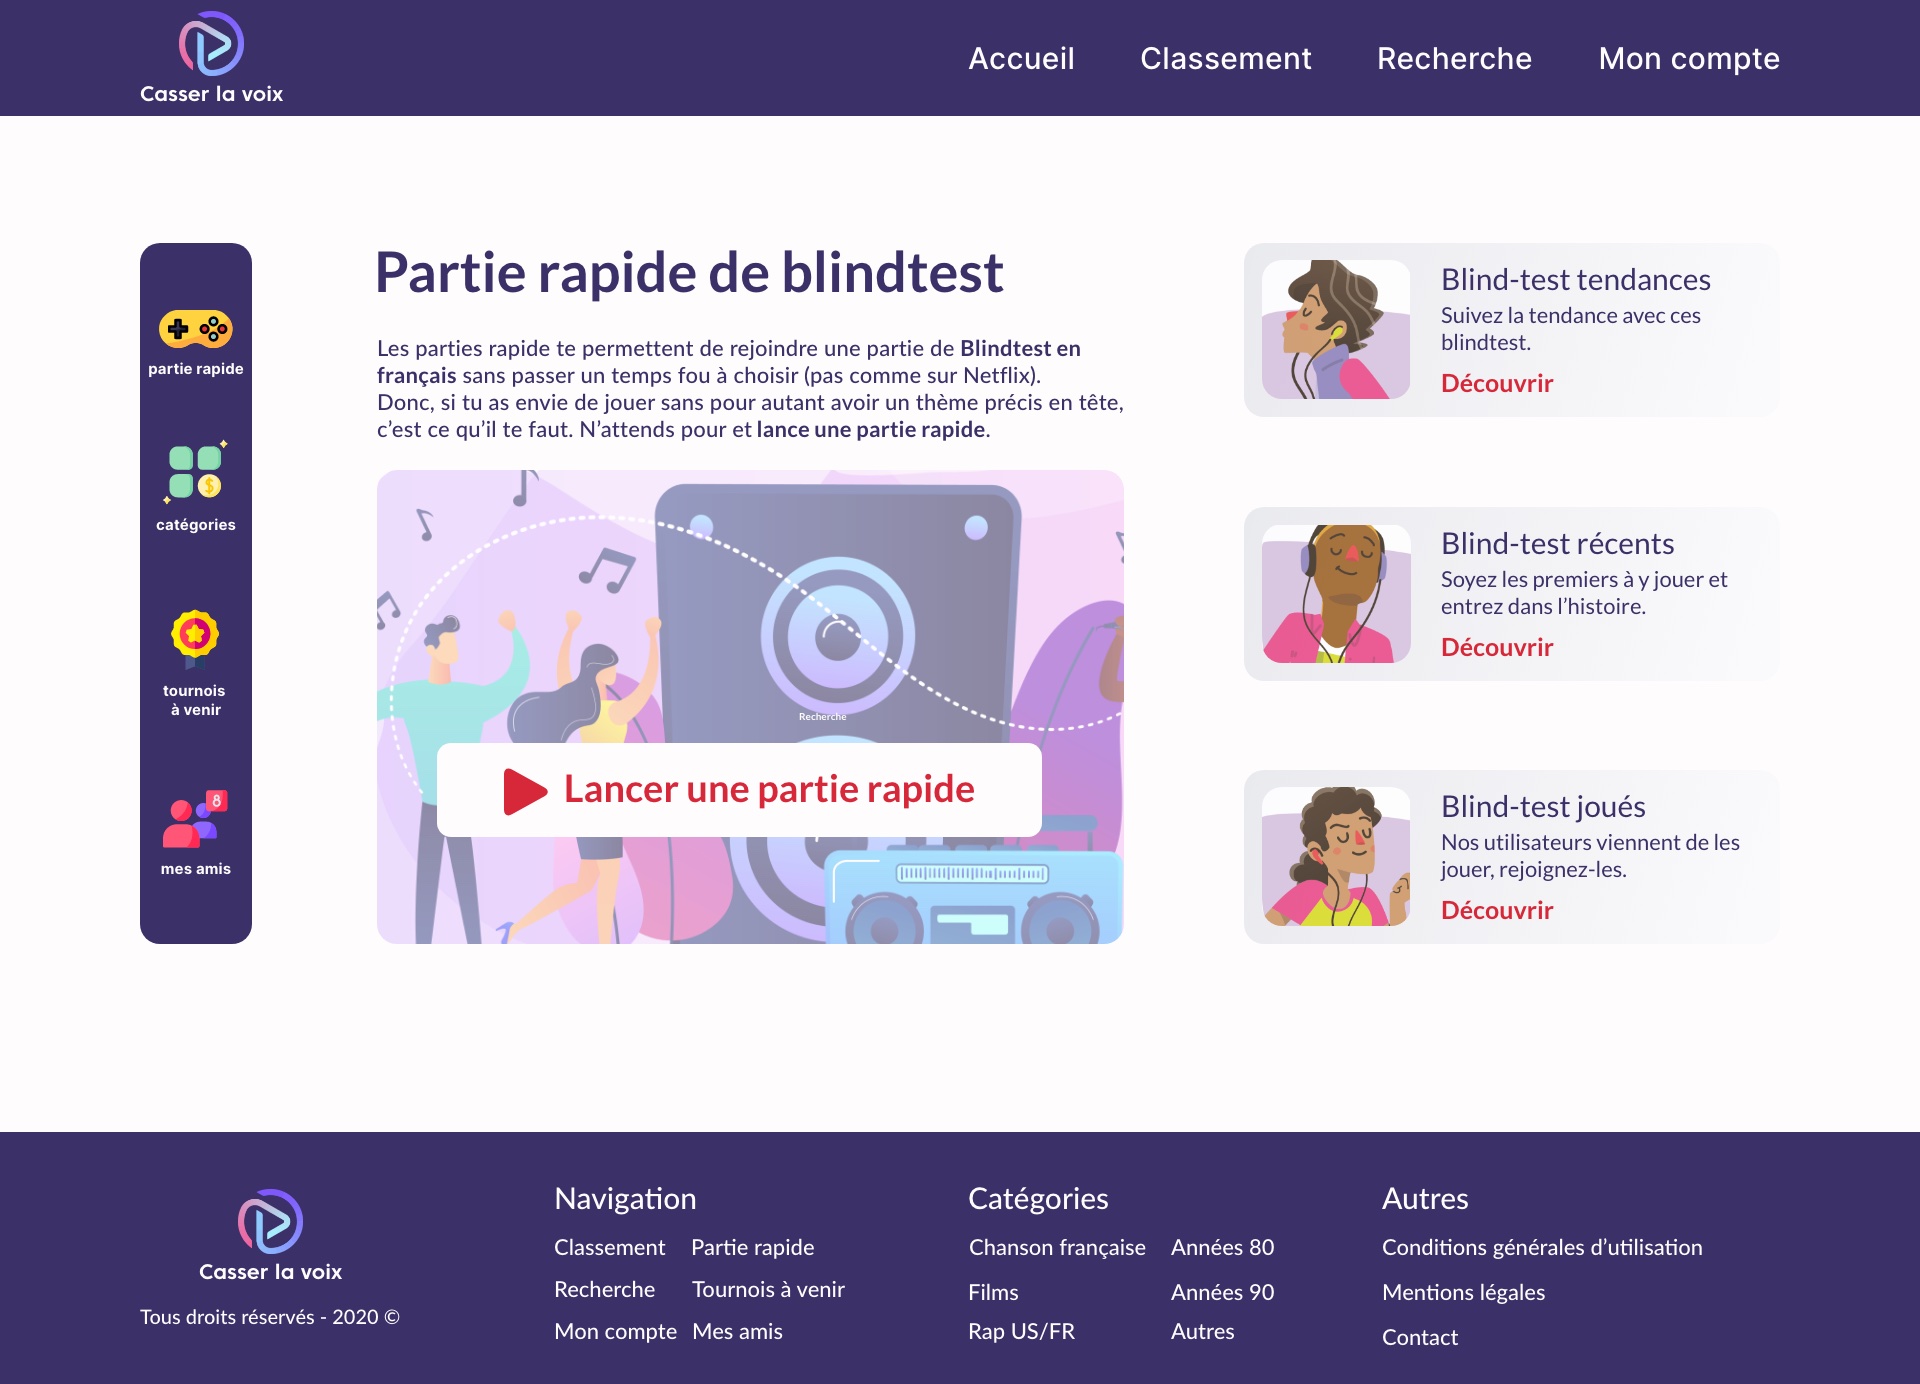 Casser la voix
Accueil Classement Recherche Mon compte
partie rapide
catégories
tournois
à venir
8
mes amis
Partie rapide de blindtest
Les parties rapide te permettent de rejoindre une partie de Blindtest en
français sans passer un temps fou à choisir (pas comme sur Netflix).
Donc, si tu as envie de jouer sans pour autant avoir un thème précis en tête,
c’est ce qu’il te faut. N’attends pour et lance une partie rapide.
Recherche
Lancer une partie rapide
Blind-test tendances
Suivez la tendance avec ces
blindtest.
Découvrir
Blind-test récents
Soyez les premiers à y jouer et
entrez dans l’histoire.
Découvrir
Blind-test joués
Nos utilisateurs viennent de les
jouer, rejoignez-les.
Découvrir
Casser la voix
Tous droits réservés - 2020 ©
Navigation
Classement Partie rapide
Recherche Tournois à venir
Mon compte Mes amis
Catégories
Chanson française Années 80
Films Années 90
Rap US/FR Autres
Autres
Conditions générales d’utilisation
Mentions légales
Contact